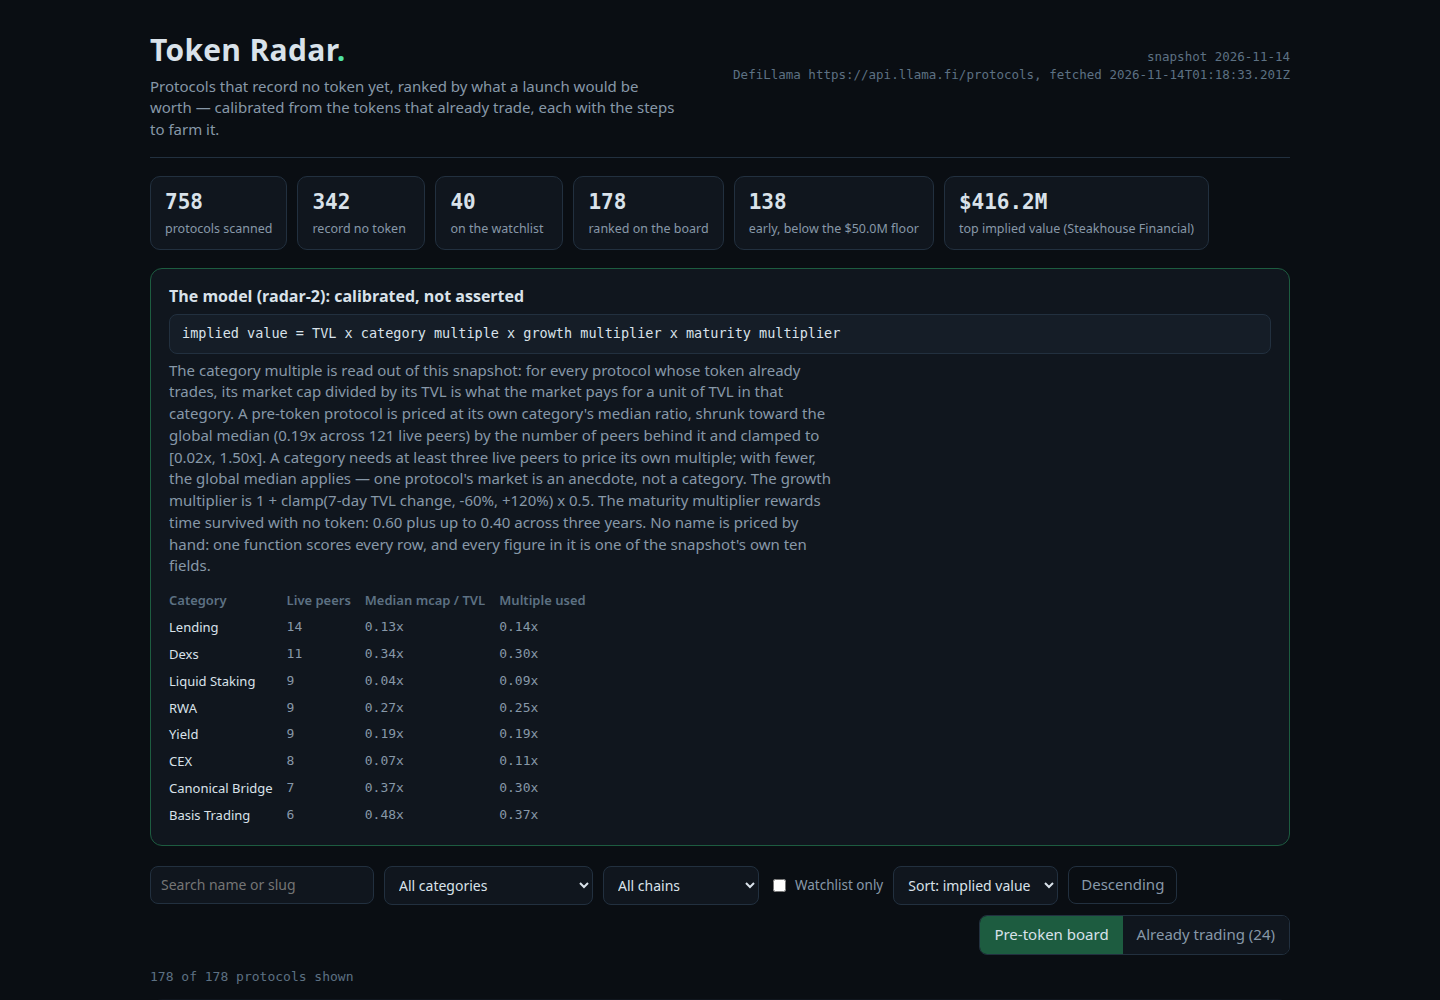 Token Radar.
Protocols that record no token yet, ranked by what a launch would be
worth — calibrated from the tokens that already trade, each with the steps
to farm it.
snapshot 2026-11-14
DefiLlama https://api.llama.fi/protocols, fetched 2026-11-14T01:18:33.201Z
758
protocols scanned
342
record no token
40
on the watchlist
178
ranked on the board
138
early, below the $50.0M floor
$416.2M
top implied value (Steakhouse Financial)
The model (radar-2): calibrated, not asserted
implied value = TVL x category multiple x growth multiplier x maturity multiplier
The category multiple is read out of this snapshot: for every protocol whose token already
trades, its market cap divided by its TVL is what the market pays for a unit of TVL in that
category. A pre-token protocol is priced at its own category's median ratio, shrunk toward the
global median (0.19x across 121 live peers) by the number of peers behind it and clamped to
[0.02x, 1.50x]. A category needs at least three live peers to price its own multiple; with fewer,
the global median applies — one protocol's market is an anecdote, not a category. The growth
multiplier is 1 + clamp(7-day TVL change, -60%, +120%) x 0.5. The maturity multiplier rewards
time survived with no token: 0.60 plus up to 0.40 across three years. No name is priced by
hand: one function scores every row, and every figure in it is one of the snapshot's own ten
fields.
Category Live peers Median mcap / TVL Multiple used
Lending 14 0.13x 0.14x
Dexs 11 0.34x 0.30x
Liquid Staking 9 0.04x 0.09x
RWA 9 0.27x 0.25x
Yield 9 0.19x 0.19x
CEX 8 0.07x 0.11x
Canonical Bridge 7 0.37x 0.30x
Basis Trading 6 0.48x 0.37x
Search name or slug All categories All chains Watchlist only Sort: implied value Descending
Pre-token board Already trading (24)
178 of 178 protocols shown